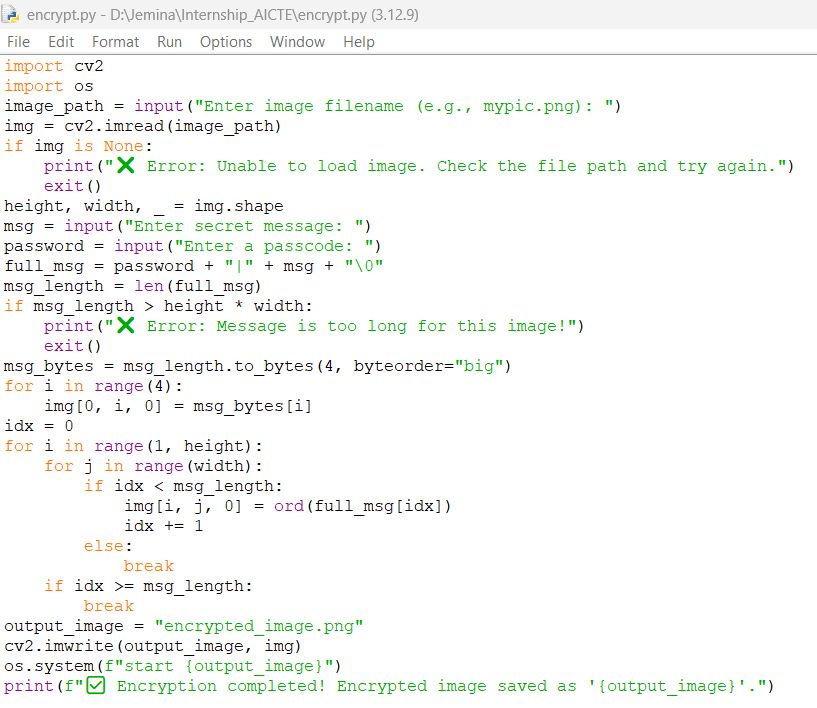 encrypt.py - D:\Jemina\Internship_AICTE\encrypt.py (3.12.9)
File Edit Format Run Options Window Help
import cv2
import os
image_path = input("Enter image filename (e.g., mypic.png): ")
img = cv2.imread(image_path)
if img is None:
    print("❌ Error: Unable to load image. Check the file path and try again.")
    exit()
height, width, _ = img.shape
msg = input("Enter secret message: ")
password = input("Enter a passcode: ")
full_msg = password + "|" + msg + "\0"
msg_length = len(full_msg)
if msg_length > height * width:
    print("❌ Error: Message is too long for this image!")
    exit()
msg_bytes = msg_length.to_bytes(4, byteorder="big")
for i in range(4):
    img[0, i, 0] = msg_bytes[i]
idx = 0
for i in range(1, height):
    for j in range(width):
        if idx < msg_length:
            img[i, j, 0] = ord(full_msg[idx])
            idx += 1
        else:
            break
    if idx >= msg_length:
        break
output_image = "encrypted_image.png"
cv2.imwrite(output_image, img)
os.system(f"start {output_image}")
print(f"✅ Encryption completed! Encrypted image saved as '{output_image}'.")